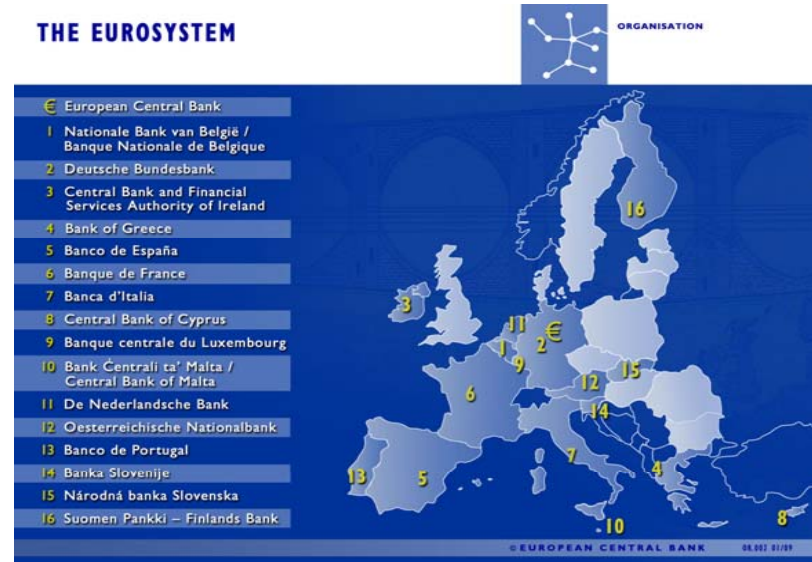 THE EUROSYSTEM
ORGANISATION
€ European Central Bank
1 Nationale Bank van België /
Banque Nationale de Belgique
2 Deutsche Bundesbank
3 Central Bank and Financial
Services Authority of Ireland
4 Bank of Greece
5 Banco de España
6 Banque de France
7 Banca d'Italia
8 Central Bank of Cyprus
9 Banque centrale du Luxembourg
10 Bank Ċentrali ta' Malta /
Central Bank of Malta
11 De Nederlandsche Bank
12 Oesterreichische Nationalbank
13 Banco de Portugal
14 Banka Slovenije
15 Národná banka Slovenska
16 Suomen Pankki – Finlands Bank
16
3
11
€
1
2
9
15
12
6
14
7
4
13
5
8
10
© EUROPEAN CENTRAL BANK
08.002 01/09